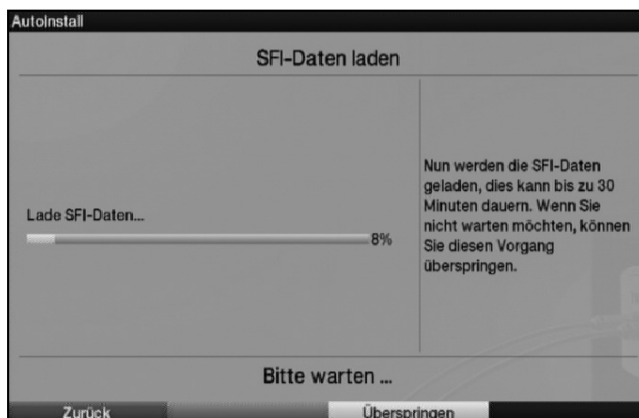 AutoInstall
SFI-Daten laden
Lade SFI-Daten...
8%
Nun werden die SFI-Daten
geladen, dies kann bis zu 30
Minuten dauern. Wenn Sie
nicht warten möchten, können
Sie diesen Vorgang
überspringen.
Bitte warten ...
Zurück
Überspringen